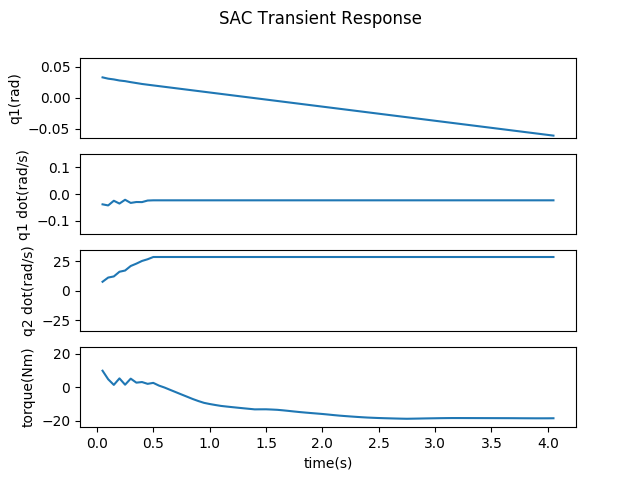 SAC Transient Response
q1(rad)
0.05
0.00
−0.05
q1 dot(rad/s)
0.1
0.0
−0.1
q2 dot(rad/s)
25
0
−25
torque(Nm)
20
0
−20
0.0 0.5 1.0 1.5 2.0 2.5 3.0 3.5 4.0
time(s)